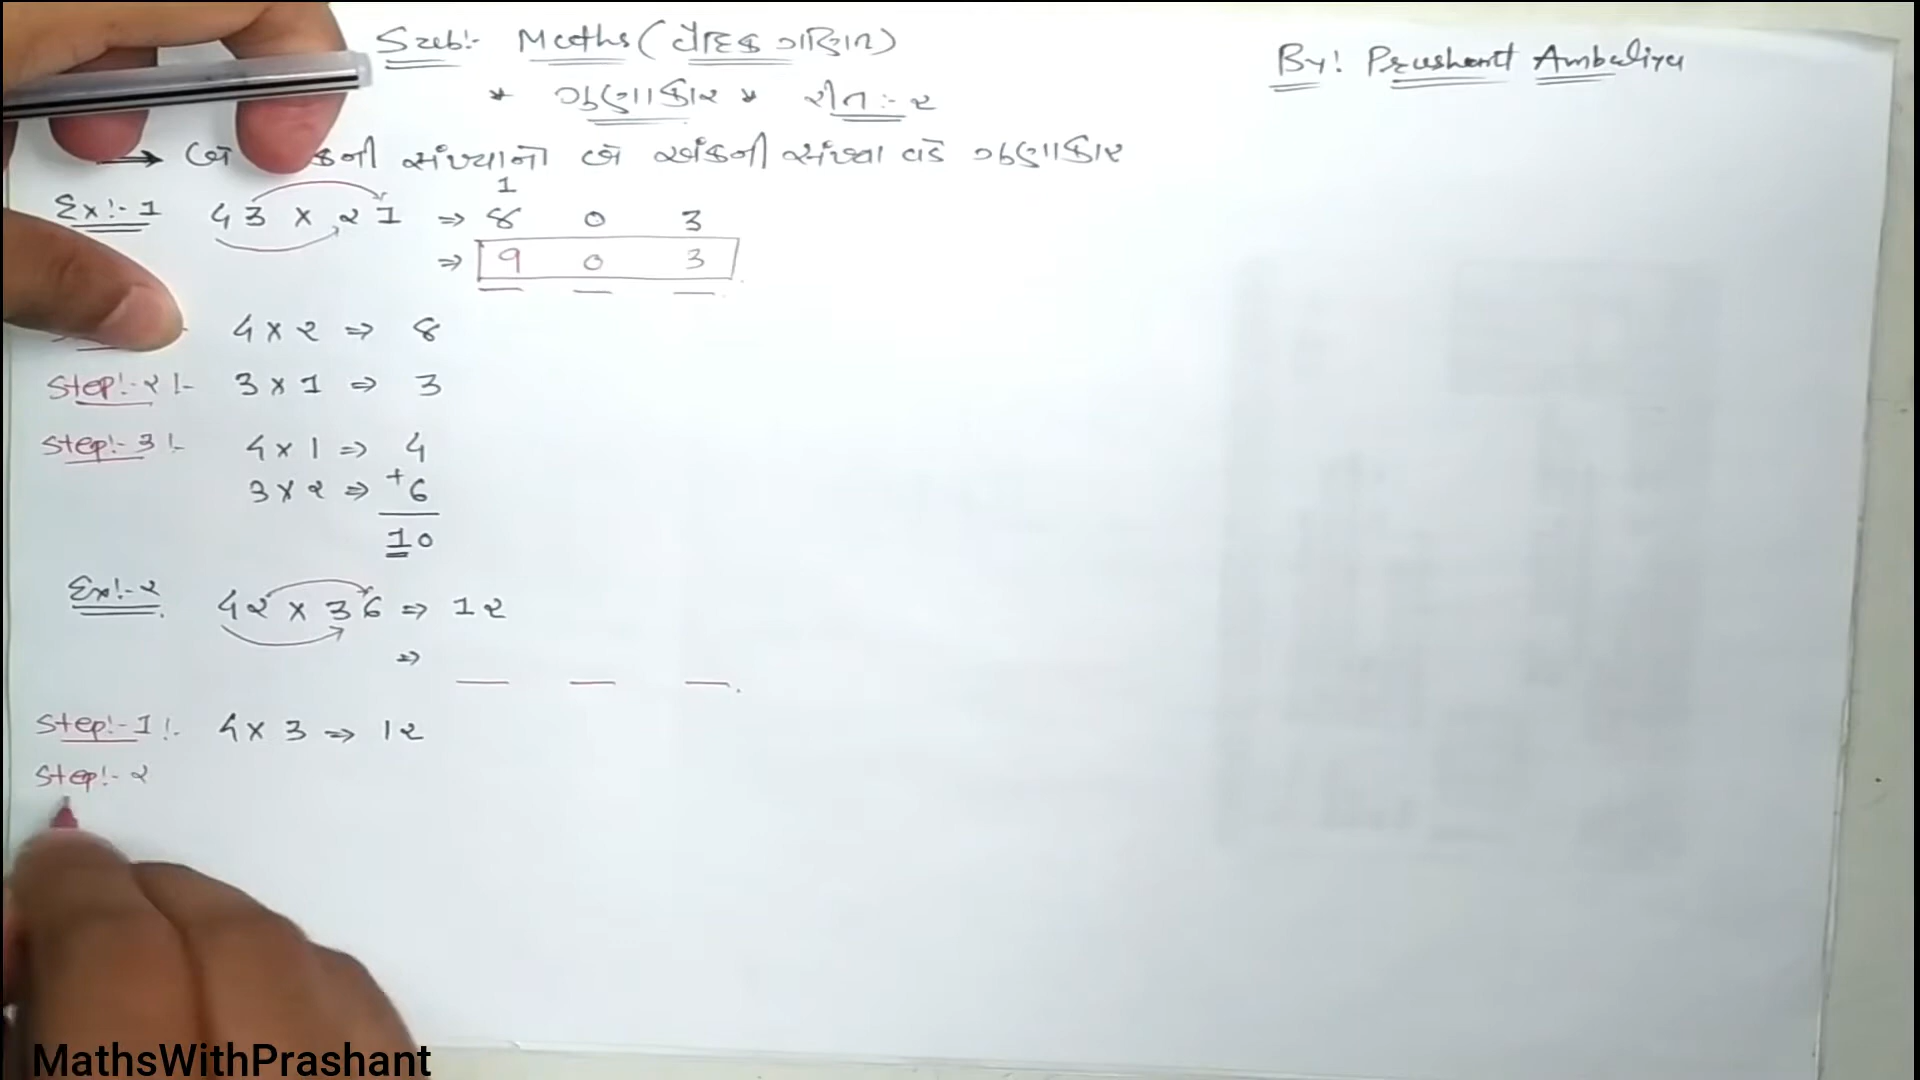 Sub:- Maths (વૈદિક ગણિત)
By! Prashant Ambaliya
* ગુણાકાર * રીત :- ૨
→ બે કની સંખ્યાનો બે અંકની સંખ્યા વડે ગુણાકાર
1
Ex:-1 43 × ૨1 ⇒ 8 0 3
⇒ 9 0 3
4 × ૨ ⇒ 8
Step:-૨ :- 3 × 1 ⇒ 3
Step:- 3 :- 4 × 1 ⇒ 4
3 × ૨ ⇒ +6
10
Ex:-૨ 4૨ × 36 ⇒ 1૨
⇒
Step:-1 :- 4 × 3 ⇒ 1૨
Step:- ૨
MathsWithPrashant